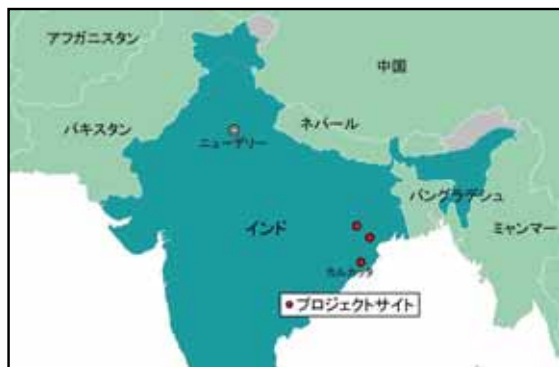 アフガニスタン
中国
パキスタン
ネパール
ニューデリー
バングラデシュ
インド
ミャンマー
カルカッタ
プロジェクトサイト